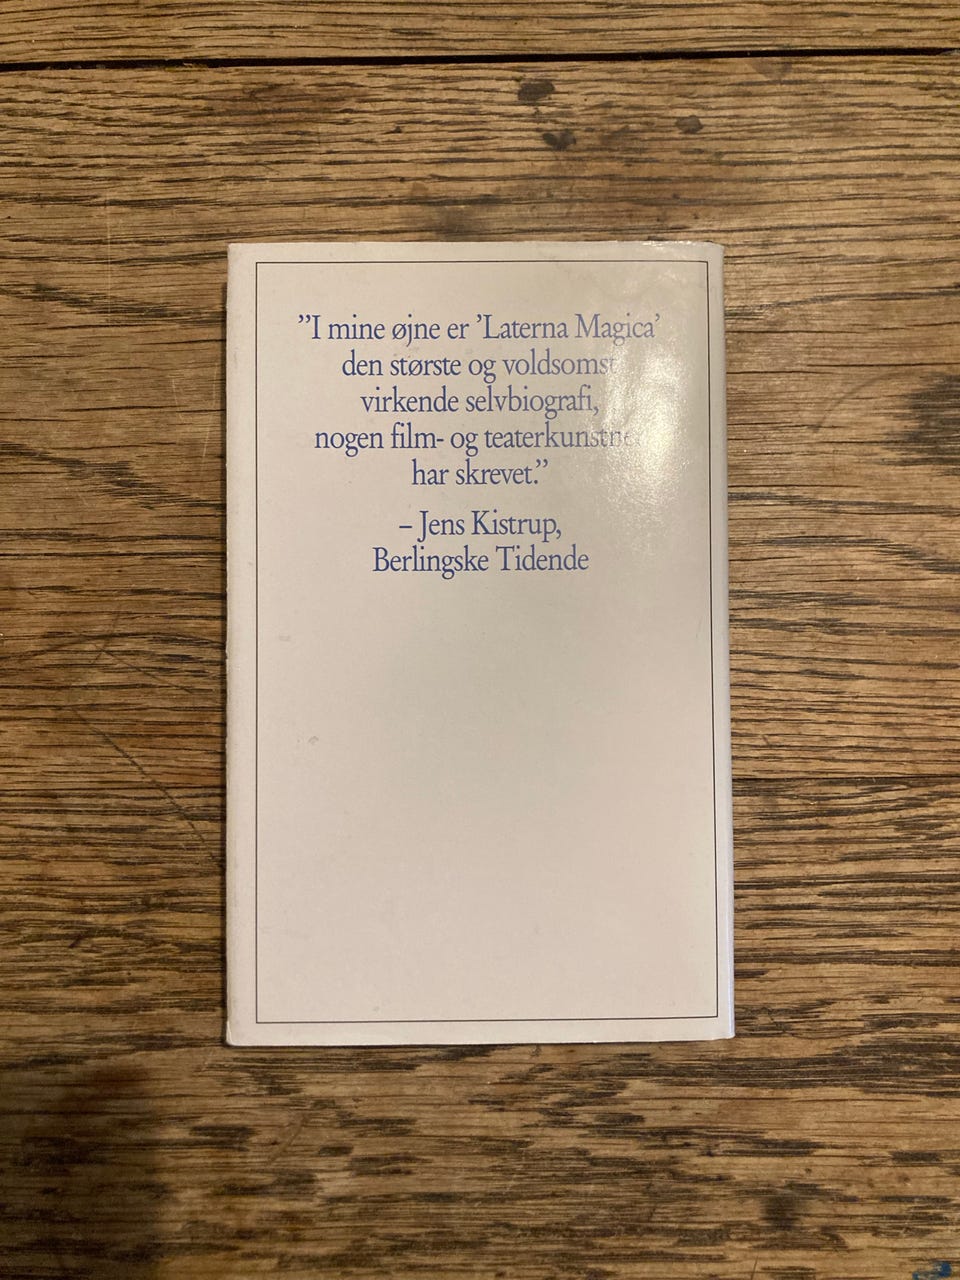 ”I mine øjne er ’Laterna Magica’
den største og voldsomst
virkende selvbiografi,
nogen film- og teaterkunstner
har skrevet.”
– Jens Kistrup,
Berlingske Tidende